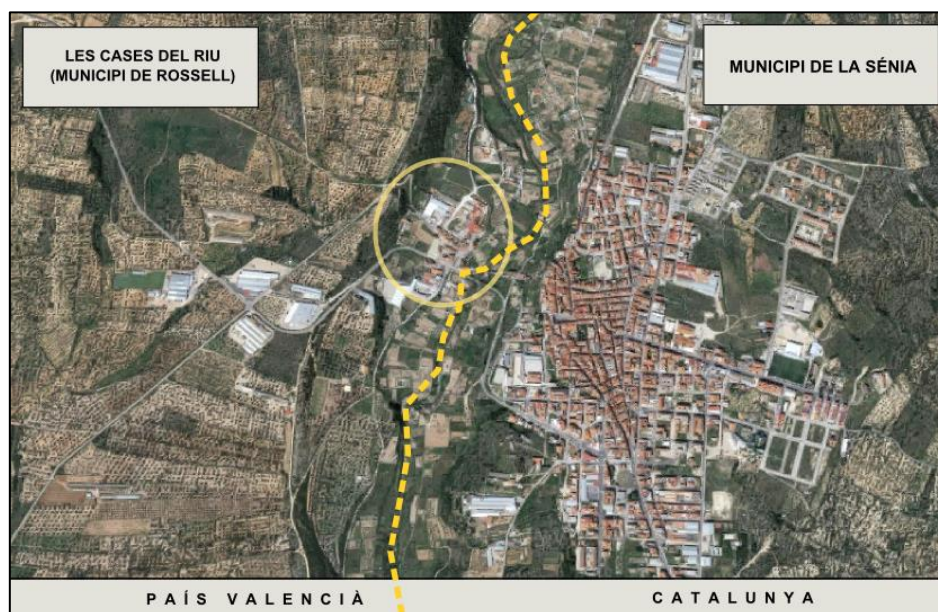 LES CASES DEL RIU
(MUNICIPI DE ROSSELL)
MUNICIPI DE LA SÉNIA
PAÍS VALENCIÀ
CATALUNYA